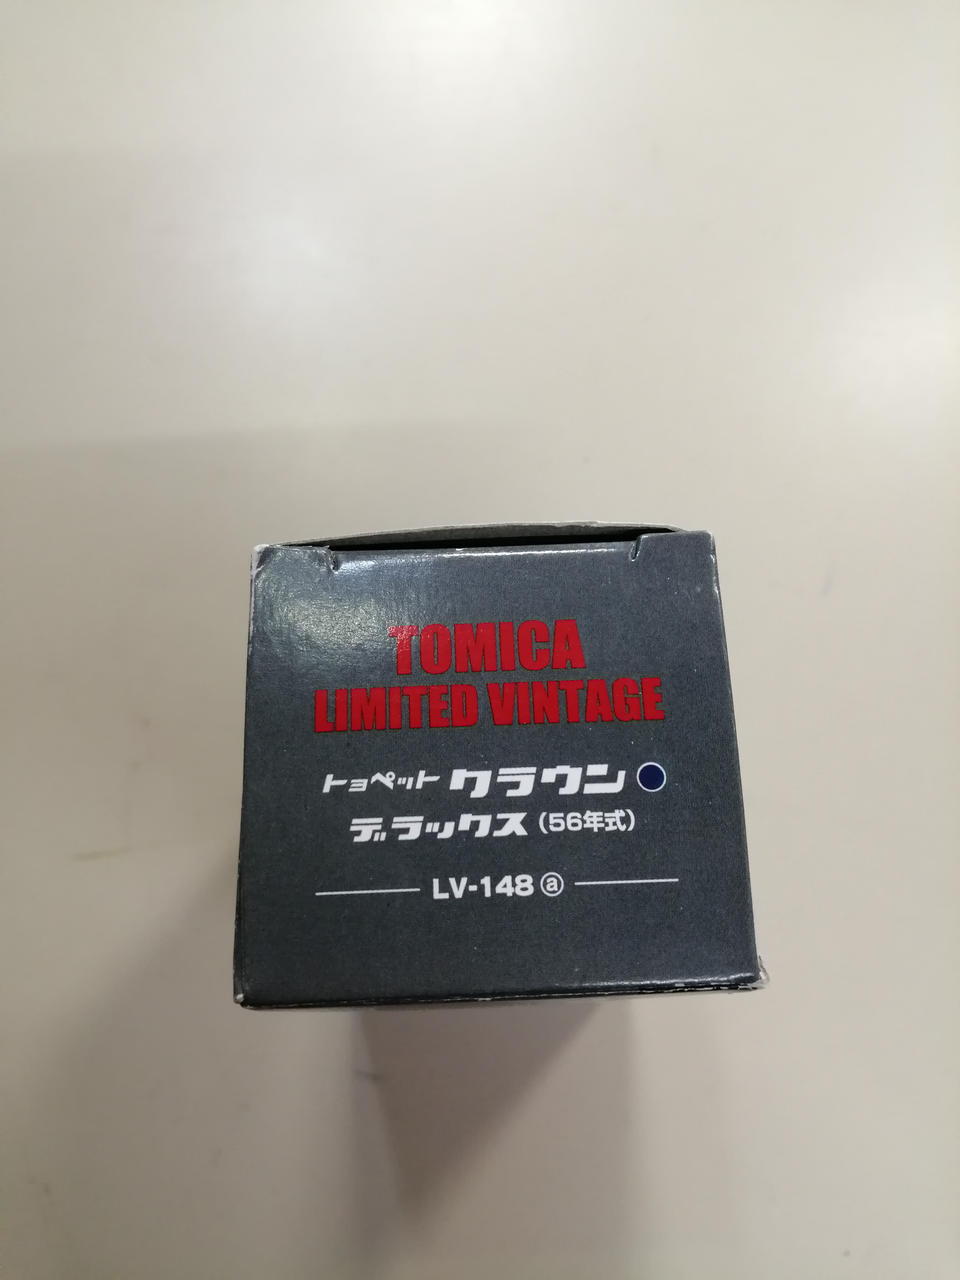 TOMICA
LIMITED VINTAGE
トヨペット クラウン
デラックス (56年式)
LV-148 ⓐ